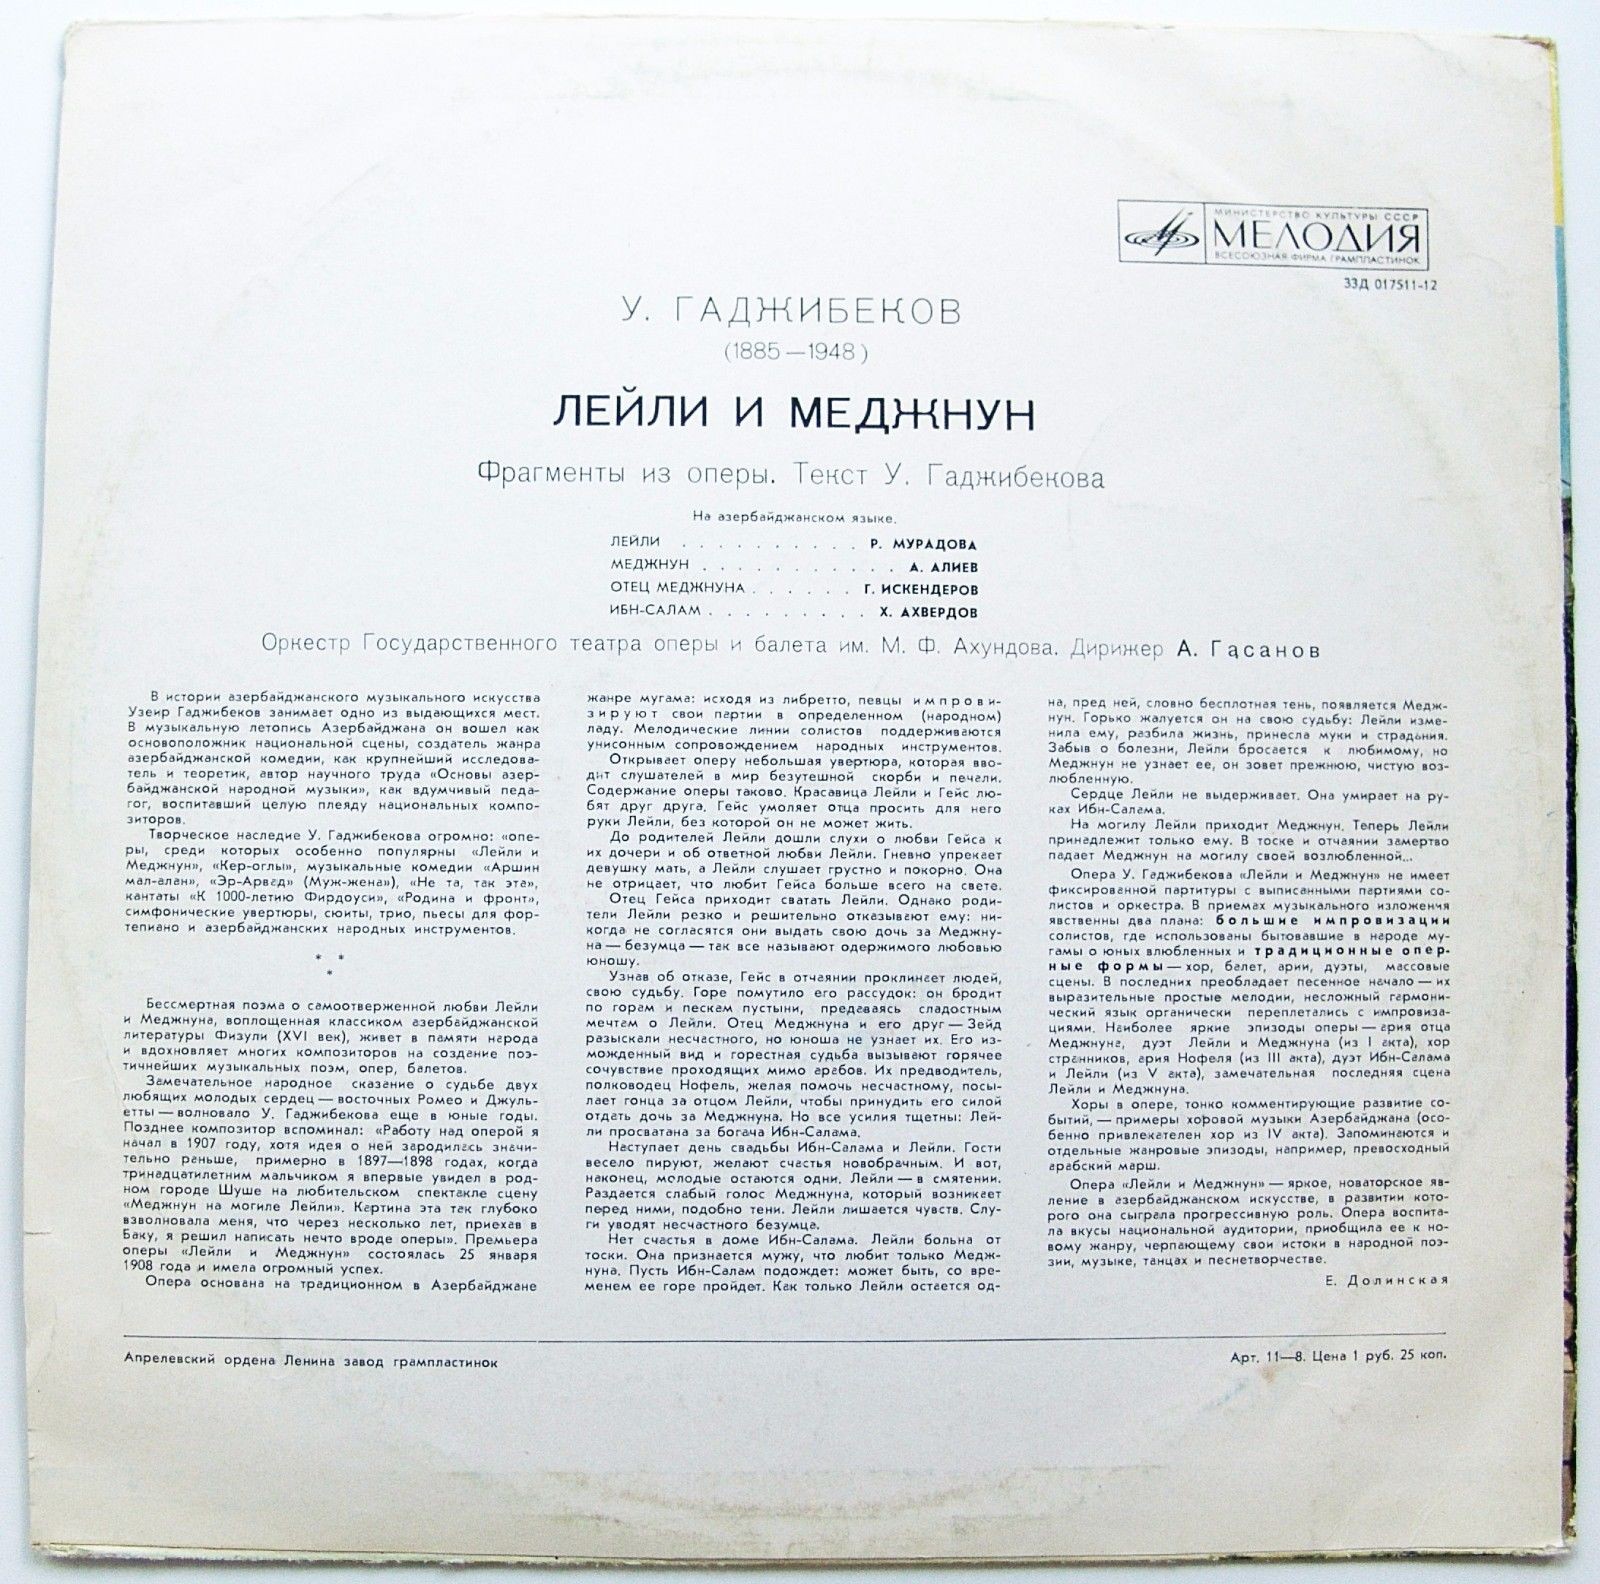 МИНИСТЕРСТВО КУЛЬТУРЫ СССР
МЕЛОДИЯ
ВСЕСОЮЗНАЯ ФИРМА ГРАМПЛАСТИНОК
33Д 017511-12
У. ГАДЖИБЕКОВ
(1885—1948)
ЛЕЙЛИ И МЕДЖНУН
Фрагменты из оперы. Текст У. Гаджибекова
На азербайджанском языке.
ЛЕЙЛИ . . . . . . . . . . Р. МУРАДОВА
МЕДЖНУН . . . . . . . . . . . А. АЛИЕВ
ОТЕЦ МЕДЖНУНА . . . . . . Г. ИСКЕНДЕРОВ
ИБН-САЛАМ . . . . . . . . . Х. АХВЕРДОВ
Оркестр Государственного театра оперы и балета им. М. Ф. Ахундова. Дирижер А. Гасанов
В истории азербайджанского музыкального искусства
Узеир Гаджибеков занимает одно из выдающихся мест.
В музыкальную летопись Азербайджана он вошел как
основоположник национальной сцены, создатель жанра
азербайджанской комедии, как крупнейший исследова-
тель и теоретик, автор научного труда «Основы азер-
байджанской народной музыки», как вдумчивый педа-
гог, воспитавший целую плеяду национальных компо-
зиторов.
Творческое наследие У. Гаджибекова огромно: «опе-
ры, среди которых особенно популярны «Лейли и
Меджнун», «Кер-оглы», музыкальные комедии «Аршин
мал-алан», «Эр-Арвад» (Муж-жена»), «Не та, так эта»,
кантаты «К 1000-летию Фирдоуси», «Родина и фронт»,
симфонические увертюры, сюиты, трио, пьесы для фор-
тепиано и азербайджанских народных инструментов.
* *
*
Бессмертная поэма о самоотверженной любви Лейли
и Меджнуна, воплощенная классиком азербайджанской
литературы Физули (XVI век), живет в памяти народа
и вдохновляет многих композиторов на создание поэ-
тичнейших музыкальных поэм, опер, балетов.
Замечательное народное сказание о судьбе двух
любящих молодых сердец — восточных Ромео и Джуль-
етты — волновало У. Гаджибекова еще в юные годы.
Позднее композитор вспоминал: «Работу над оперой я
начал в 1907 году, хотя идея о ней зародилась значи-
тельно раньше, примерно в 1897—1898 годах, когда
тринадцатилетним мальчиком я впервые увидел в род-
ном городе Шуше на любительском спектакле сцену
«Меджнун на могиле Лейли». Картина эта так глубоко
взволновала меня, что через несколько лет, приехав в
Баку, я решил написать нечто вроде оперы». Премьера
оперы «Лейли и Меджнун» состоялась 25 января
1908 года и имела огромный успех.
Опера основана на традиционном в Азербайджане
жанре мугама: исходя из либретто, певцы импрови-
зируют свои партии в определенном (народном)
ладу. Мелодические линии солистов поддерживаются
унисонным сопровождением народных инструментов.
Открывает оперу небольшая увертюра, которая вво-
дит слушателей в мир безутешной скорби и печали.
Содержание оперы таково. Красавица Лейли и Гейс лю-
бят друг друга. Гейс умоляет отца просить для него
руки Лейли, без которой он не может жить.
До родителей Лейли дошли слухи о любви Гейса к
их дочери и об ответной любви Лейли. Гневно упрекает
девушку мать, а Лейли слушает грустно и покорно. Она
не отрицает, что любит Гейса больше всего на свете.
Отец Гейса приходит сватать Лейли. Однако роди-
тели Лейли резко и решительно отказывают ему: ни-
когда не согласятся они выдать свою дочь за Меджну-
на — безумца — так все называют одержимого любовью
юношу.
Узнав об отказе, Гейс в отчаянии проклинает людей,
свою судьбу. Горе помутило его рассудок: он бродит
по горам и пескам пустыни, предаваясь сладостным
мечтам о Лейли. Отец Меджнуна и его друг — Зейд
разыскали несчастного, но юноша не узнает их. Его из-
можденный вид и горестная судьба вызывают горячее
сочувствие проходящих мимо арабов. Их предводитель,
полководец Нофель, желая помочь несчастному, посы-
лает гонца за отцом Лейли, чтобы принудить его силой
отдать дочь за Меджнуна. Но все усилия тщетны: Лей-
ли просватана за богача Ибн-Салама.
Наступает день свадьбы Ибн-Салама и Лейли. Гости
весело пируют, желают счастья новобрачным. И вот,
наконец, молодые остаются одни. Лейли — в смятении.
Раздается слабый голос Меджнуна, который возникает
перед ними, подобно тени. Лейли лишается чувств. Слу-
ги уводят несчастного безумца.
Нет счастья в доме Ибн-Салама. Лейли больна от
тоски. Она признается мужу, что любит только Медж-
нуна. Пусть Ибн-Салам подождет: может быть, со вре-
менем ее горе пройдет. Как только Лейли остается од-
на, пред ней, словно бесплотная тень, появляется Медж-
нун. Горько жалуется он на свою судьбу: Лейли изме-
нила ему, разбила жизнь, принесла муки и страдания.
Забыв о болезни, Лейли бросается к любимому, но
Меджнун не узнает ее, он зовет прежнюю, чистую воз-
любленную.
Сердце Лейли не выдерживает. Она умирает на ру-
ках Ибн-Салама.
На могилу Лейли приходит Меджнун. Теперь Лейли
принадлежит только ему. В тоске и отчаянии замертво
падает Меджнун на могилу своей возлюбленной...
Опера У. Гаджибекова «Лейли и Меджнун» не имеет
фиксированной партитуры с выписанными партиями со-
листов и оркестра. В приемах музыкального изложения
явственны два плана: большие импровизации
солистов, где использованы бытовавшие в народе му-
гамы о юных влюбленных и традиционные опер-
ные формы — хор, балет, арии, дуэты, массовые
сцены. В последних преобладает песенное начало — их
выразительные простые мелодии, несложный гармони-
ческий язык органически переплетались с импровиза-
циями. Наиболее яркие эпизоды оперы — ария отца
Меджнуна, дуэт Лейли и Меджнуна (из I акта), хор
странников, ария Нофеля (из III акта), дуэт Ибн-Салама
и Лейли (из V акта), замечательная последняя сцена
Лейли и Меджнуна.
Хоры в опере, тонко комментирующие развитие со-
бытий, — примеры хоровой музыки Азербайджана (осо-
бенно привлекателен хор из IV акта). Запоминаются и
отдельные жанровые эпизоды, например, превосходный
арабский марш.
Опера «Лейли и Меджнун» — яркое, новаторское яв-
ление в азербайджанском искусстве, в развитии кото-
рого она сыграла прогрессивную роль. Опера воспита-
ла вкусы национальной аудитории, приобщила ее к но-
вому жанру, черпающему свои истоки в народной поэ-
зии, музыке, танцах и песнетворчестве.
Е. Долинская
Апрелевский ордена Ленина завод грампластинок
Арт. 11—8. Цена 1 руб. 25 коп.